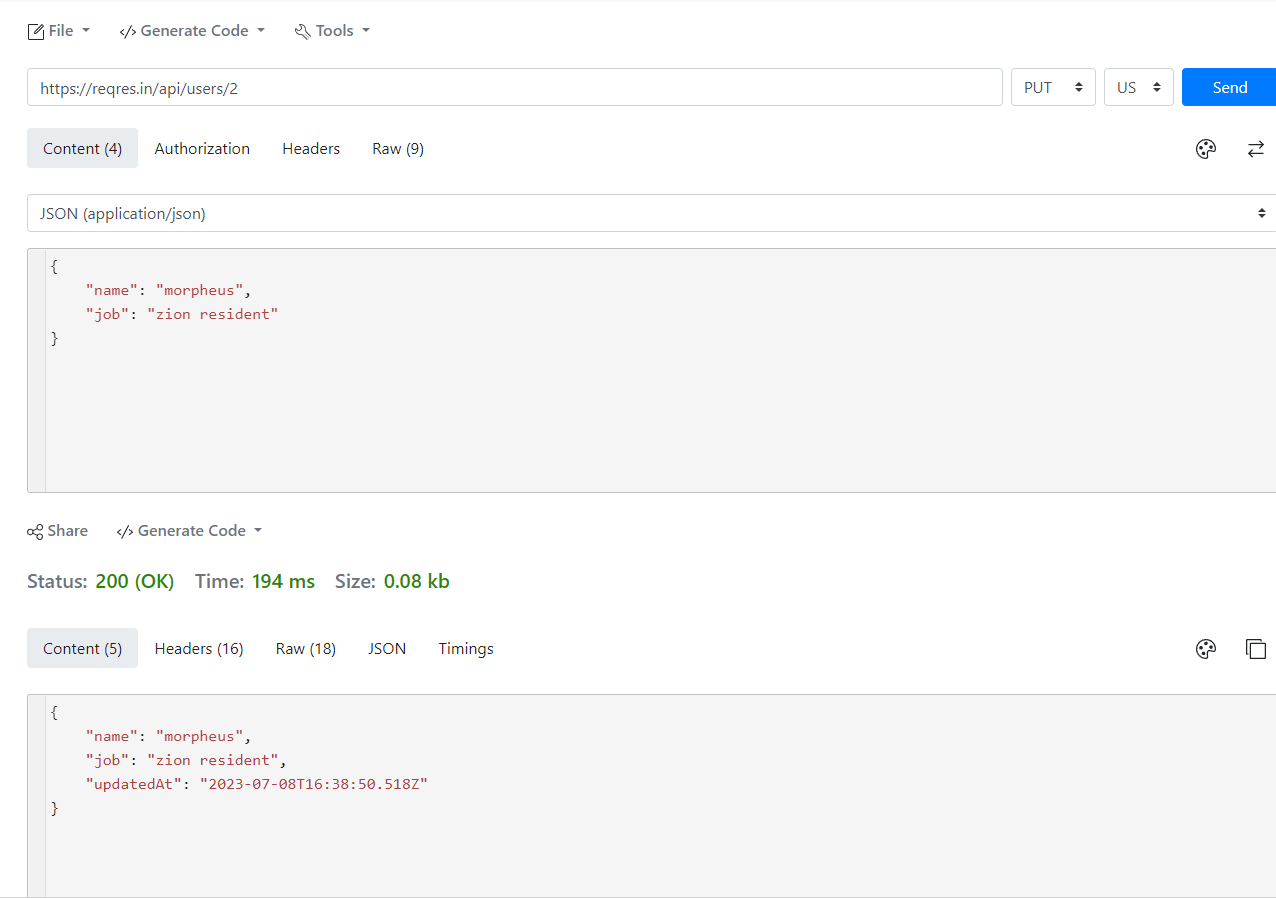 File Generate Code Tools
https://reqres.in/api/users/2 PUT US Send
Content (4) Authorization Headers Raw (9)
JSON (application/json)
{
    "name": "morpheus",
    "job": "zion resident"
}
Share Generate Code
Status: 200 (OK) Time: 194 ms Size: 0.08 kb
Content (5) Headers (16) Raw (18) JSON Timings
{
    "name": "morpheus",
    "job": "zion resident",
    "updatedAt": "2023-07-08T16:38:50.518Z"
}